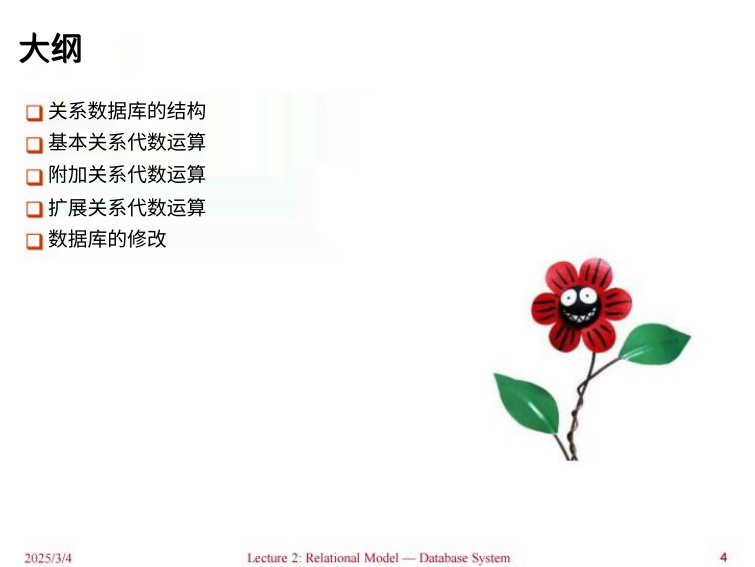 大纲
关系数据库的结构
基本关系代数运算
附加关系代数运算
扩展关系代数运算
数据库的修改
2025/3/4
Lecture 2: Relational Model — Database System
4